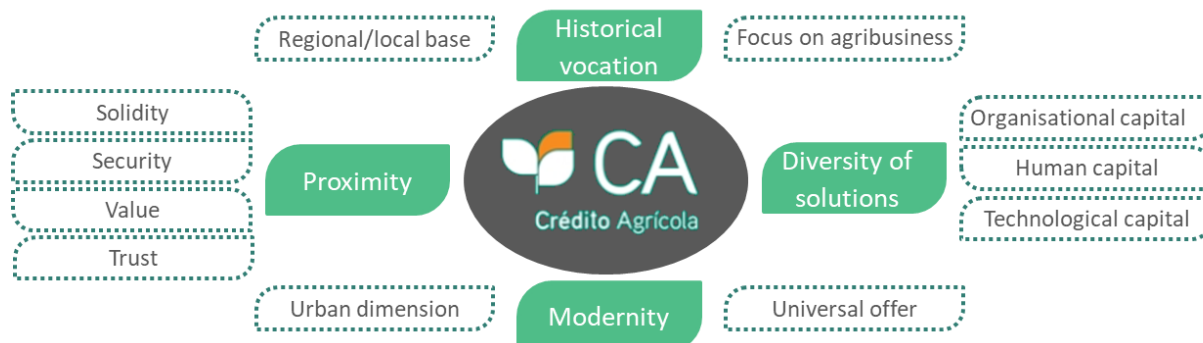 Regional/local base
Historical
vocation
Focus on agribusiness
Solidity
Security
Value
Trust
Proximity
CA
Crédito Agrícola
Diversity of
solutions
Organisational capital
Human capital
Technological capital
Urban dimension
Modernity
Universal offer